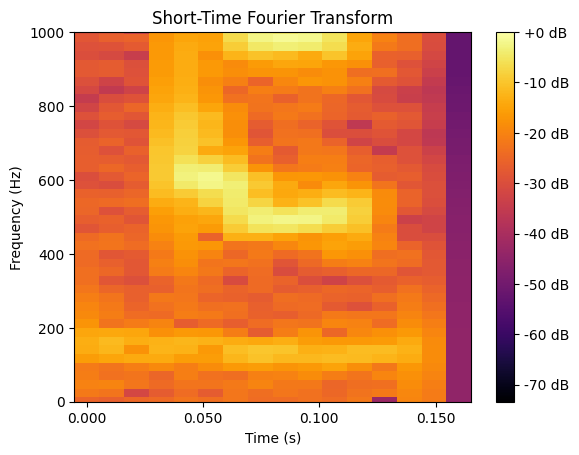 Short-Time Fourier Transform
1000
800
600
400
200
0
Frequency (Hz)
0.000
0.050
0.100
0.150
Time (s)
+0 dB
-10 dB
-20 dB
-30 dB
-40 dB
-50 dB
-60 dB
-70 dB